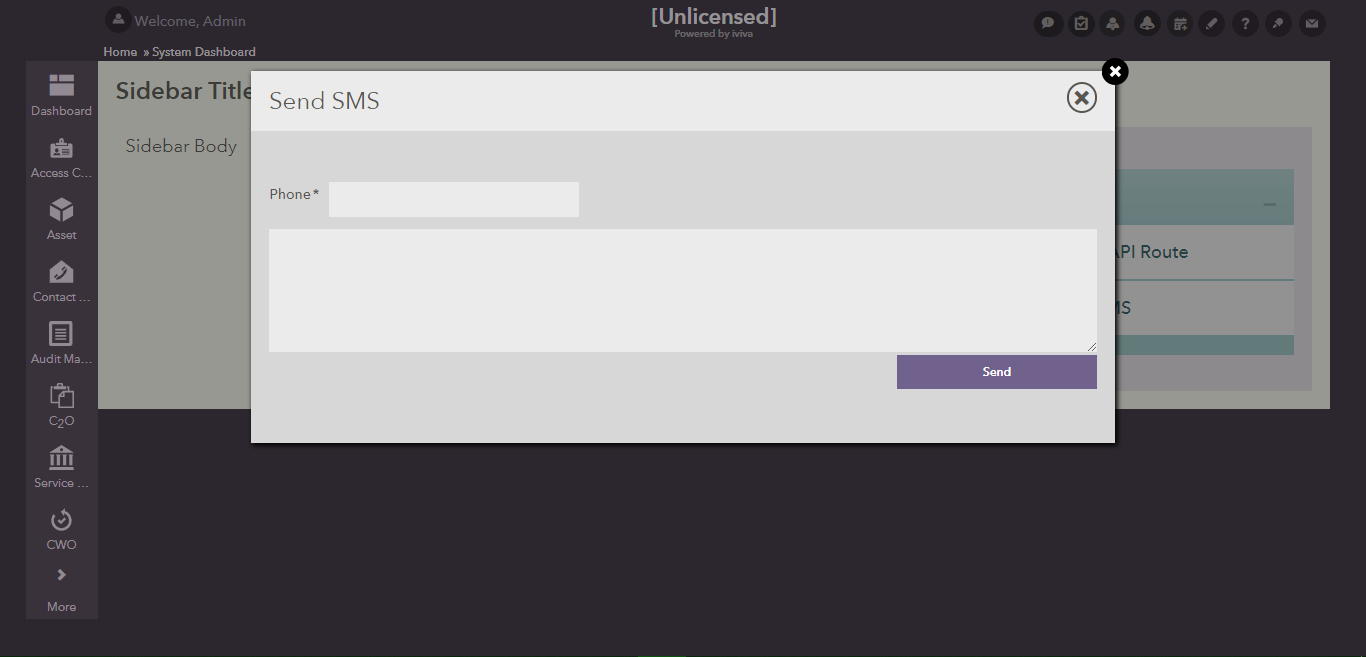 Welcome, Admin
[Unlicensed]
Powered by iviva
Home » System Dashboard
Sidebar Title
Send SMS
Dashboard
Sidebar Body
Access C...
Phone*
Asset
API Route
Contact ...
MS
Audit Ma...
Send
C2O
Service ...
CWO
More